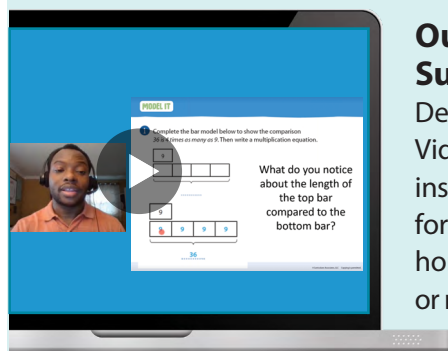 MODEL IT
1 Complete the bar model below to show the comparison
36 is 4 times as many as 9. Then write a multiplication equation.
9
What do you notice
about the length of
the top bar
compared to the
bottom bar?
9
9 9 9 9
36
Ou
Su
De
Vic
ins
for
ho
or